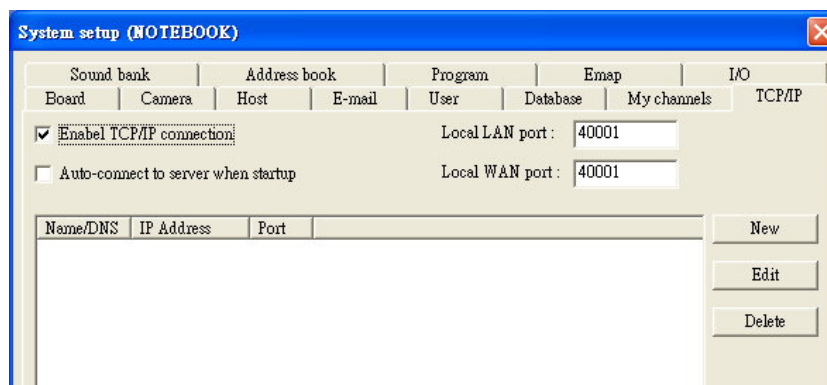 System setup (NOTEBOOK)
Sound bank Address book Program Emap I/O
Board Camera Host E-mail User Database My channels TCP/IP
Enabel TCP/IP connection Local LAN port : 40001
Auto-connect to server when startup Local WAN port : 40001
Name/DNS IP Address Port New
Edit
Delete